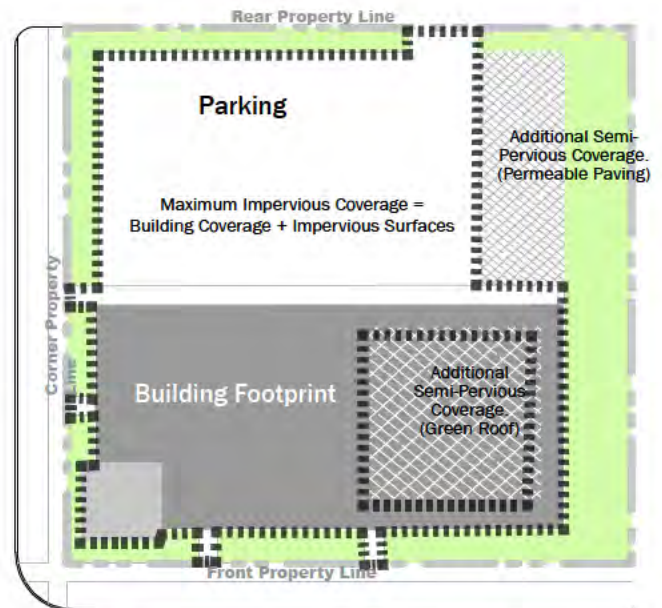 Rear Property Line
Parking
Additional Semi-
Pervious Coverage.
(Permeable Paving)
Maximum Impervious Coverage =
Building Coverage + Impervious Surfaces
Corner Property
Line
Building Footprint
Additional
Semi-Pervious
Coverage.
(Green Roof)
Front Property Line